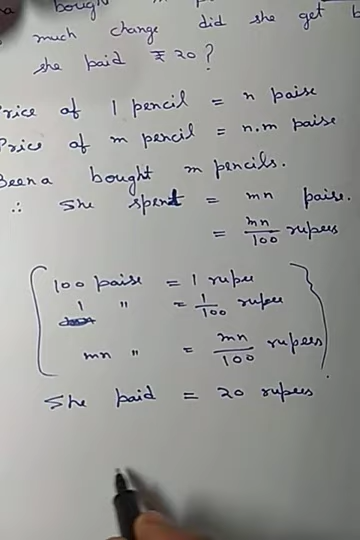 bought m
much change did she get b
she paid ₹ 20?
Price of 1 pencil = n paise
Price of m pencil = n.m paise
Beena bought m pencils.
∴ She spent = mn paise.
= mn/100 rupees
100 paise = 1 rupee
1 " = 1/100 rupee
mn " = mn/100 rupees
She paid = 20 rupees